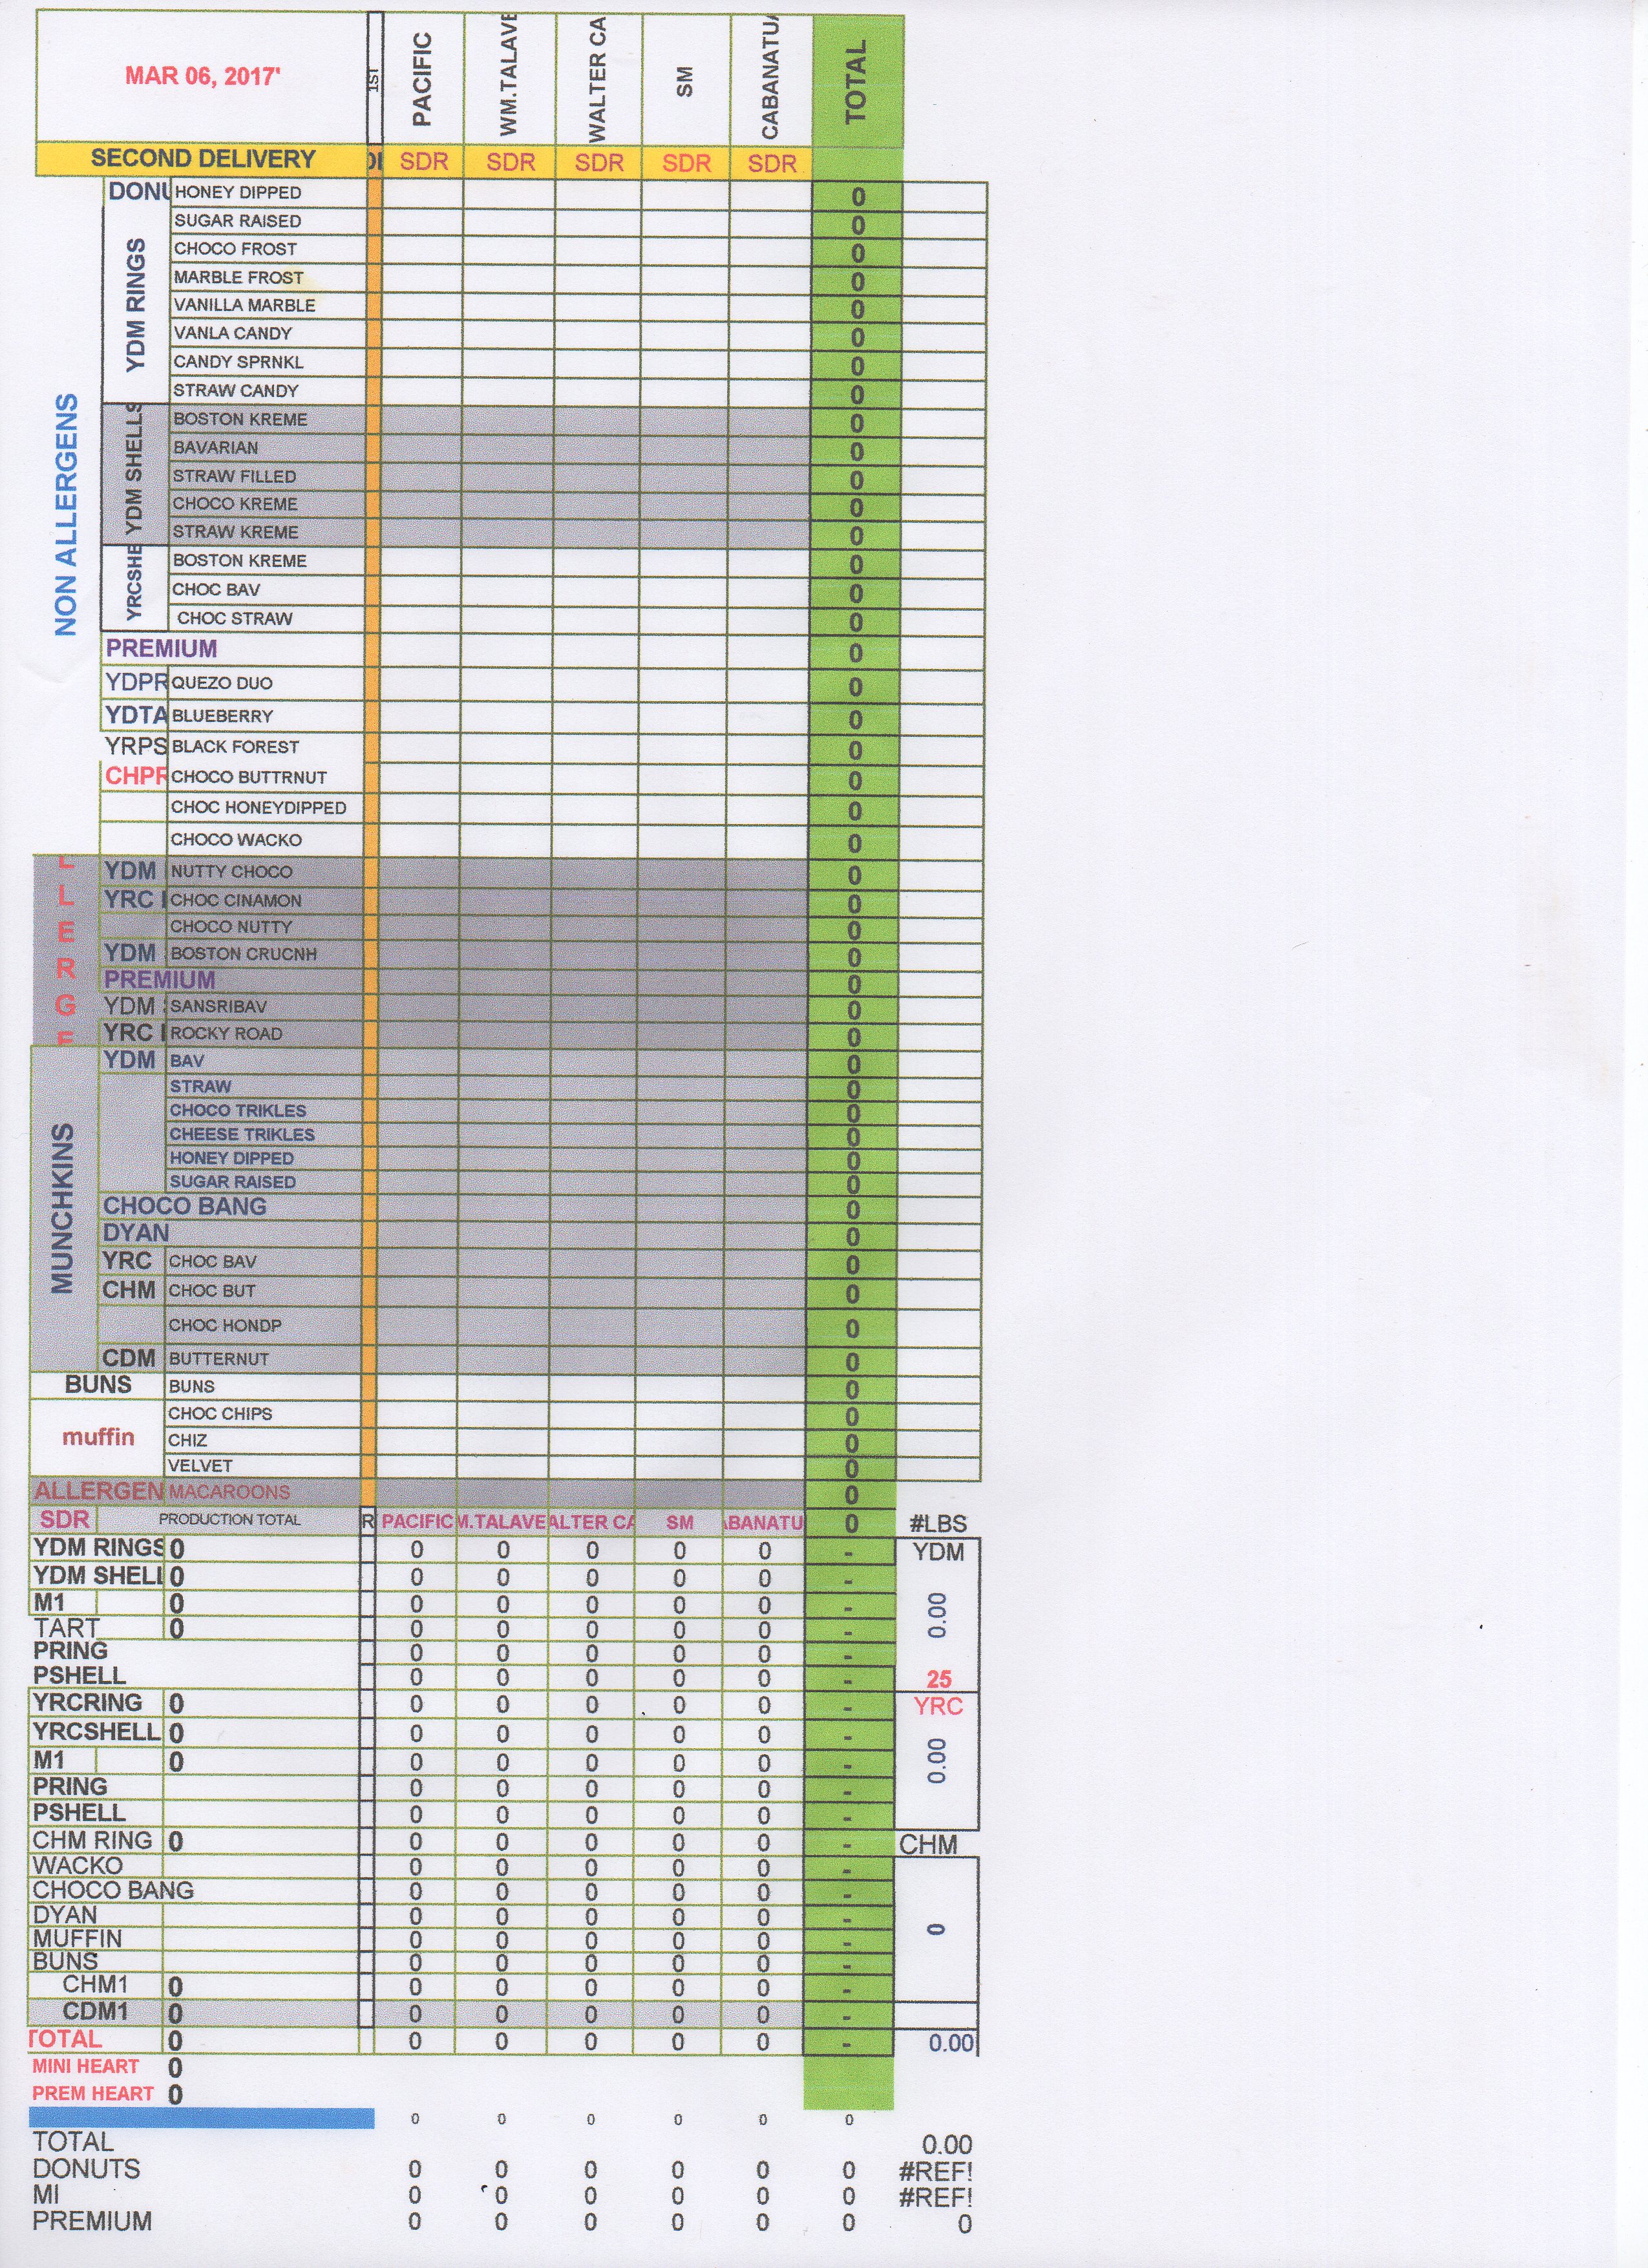 MAR 06, 2017' 1ST PACIFIC WM.TALAVE WALTER CA SM CABANATUA TOTAL
SECOND DELIVERY DI SDR SDR SDR SDR SDR
NON ALLERGENS
DONU HONEY DIPPED 0
YDM RINGS
SUGAR RAISED 0
CHOCO FROST 0
MARBLE FROST 0
VANILLA MARBLE 0
VANLA CANDY 0
CANDY SPRNKL 0
STRAW CANDY 0
YDM SHELLS
BOSTON KREME 0
BAVARIAN 0
STRAW FILLED 0
CHOCO KREME 0
STRAW KREME 0
YRCSHE
BOSTON KREME 0
CHOC BAV 0
CHOC STRAW 0
PREMIUM 0
YDPR QUEZO DUO 0
YDTA BLUEBERRY 0
YRPS BLACK FOREST 0
CHPR CHOCO BUTTRNUT 0
CHOC HONEYDIPPED 0
CHOCO WACKO 0
L L E R G E
YDM NUTTY CHOCO 0
YRC CHOC CINAMON 0
CHOCO NUTTY 0
YDM BOSTON CRUCNH 0
PREMIUM 0
YDM SANSRIBAV 0
YRC ROCKY ROAD 0
MUNCHKINS
YDM BAV 0
STRAW 0
CHOCO TRIKLES 0
CHEESE TRIKLES 0
HONEY DIPPED 0
SUGAR RAISED 0
CHOCO BANG 0
DYAN 0
YRC CHOC BAV 0
CHM CHOC BUT 0
CHOC HONDP 0
CDM BUTTERNUT 0
BUNS BUNS 0
muffin
CHOC CHIPS 0
CHIZ 0
VELVET 0
ALLERGEN MACAROONS 0
SDR PRODUCTION TOTAL R PACIFIC M.TALAVE ALTER CA SM ABANATU 0 #LBS
YDM RINGS 0 0 0 0 0 0 - YDM
YDM SHELL 0 0 0 0 0 0 -
M1 0 0 0 0 0 0 - 0.00
TART 0 0 0 0 0 0 -
PRING 0 0 0 0 0 -
PSHELL 0 0 0 0 0 - 25
YRCRING 0 0 0 0 0 0 - YRC
YRCSHELL 0 0 0 0 0 0 -
M1 0 0 0 0 0 0 - 0.00
PRING 0 0 0 0 0 -
PSHELL 0 0 0 0 0 -
CHM RING 0 0 0 0 0 0 - CHM
WACKO 0 0 0 0 0 -
CHOCO BANG 0 0 0 0 0 -
DYAN 0 0 0 0 0 - 0
MUFFIN 0 0 0 0 0 -
BUNS 0 0 0 0 0 -
CHM1 0 0 0 0 0 0 -
CDM1 0 0 0 0 0 0 -
TOTAL 0 0 0 0 0 0 - 0.00
MINI HEART 0
PREM HEART 0
0 0 0 0 0 0
TOTAL 0.00
DONUTS 0 0 0 0 0 0 #REF!
MI 0 0 0 0 0 0 #REF!
PREMIUM 0 0 0 0 0 0 0